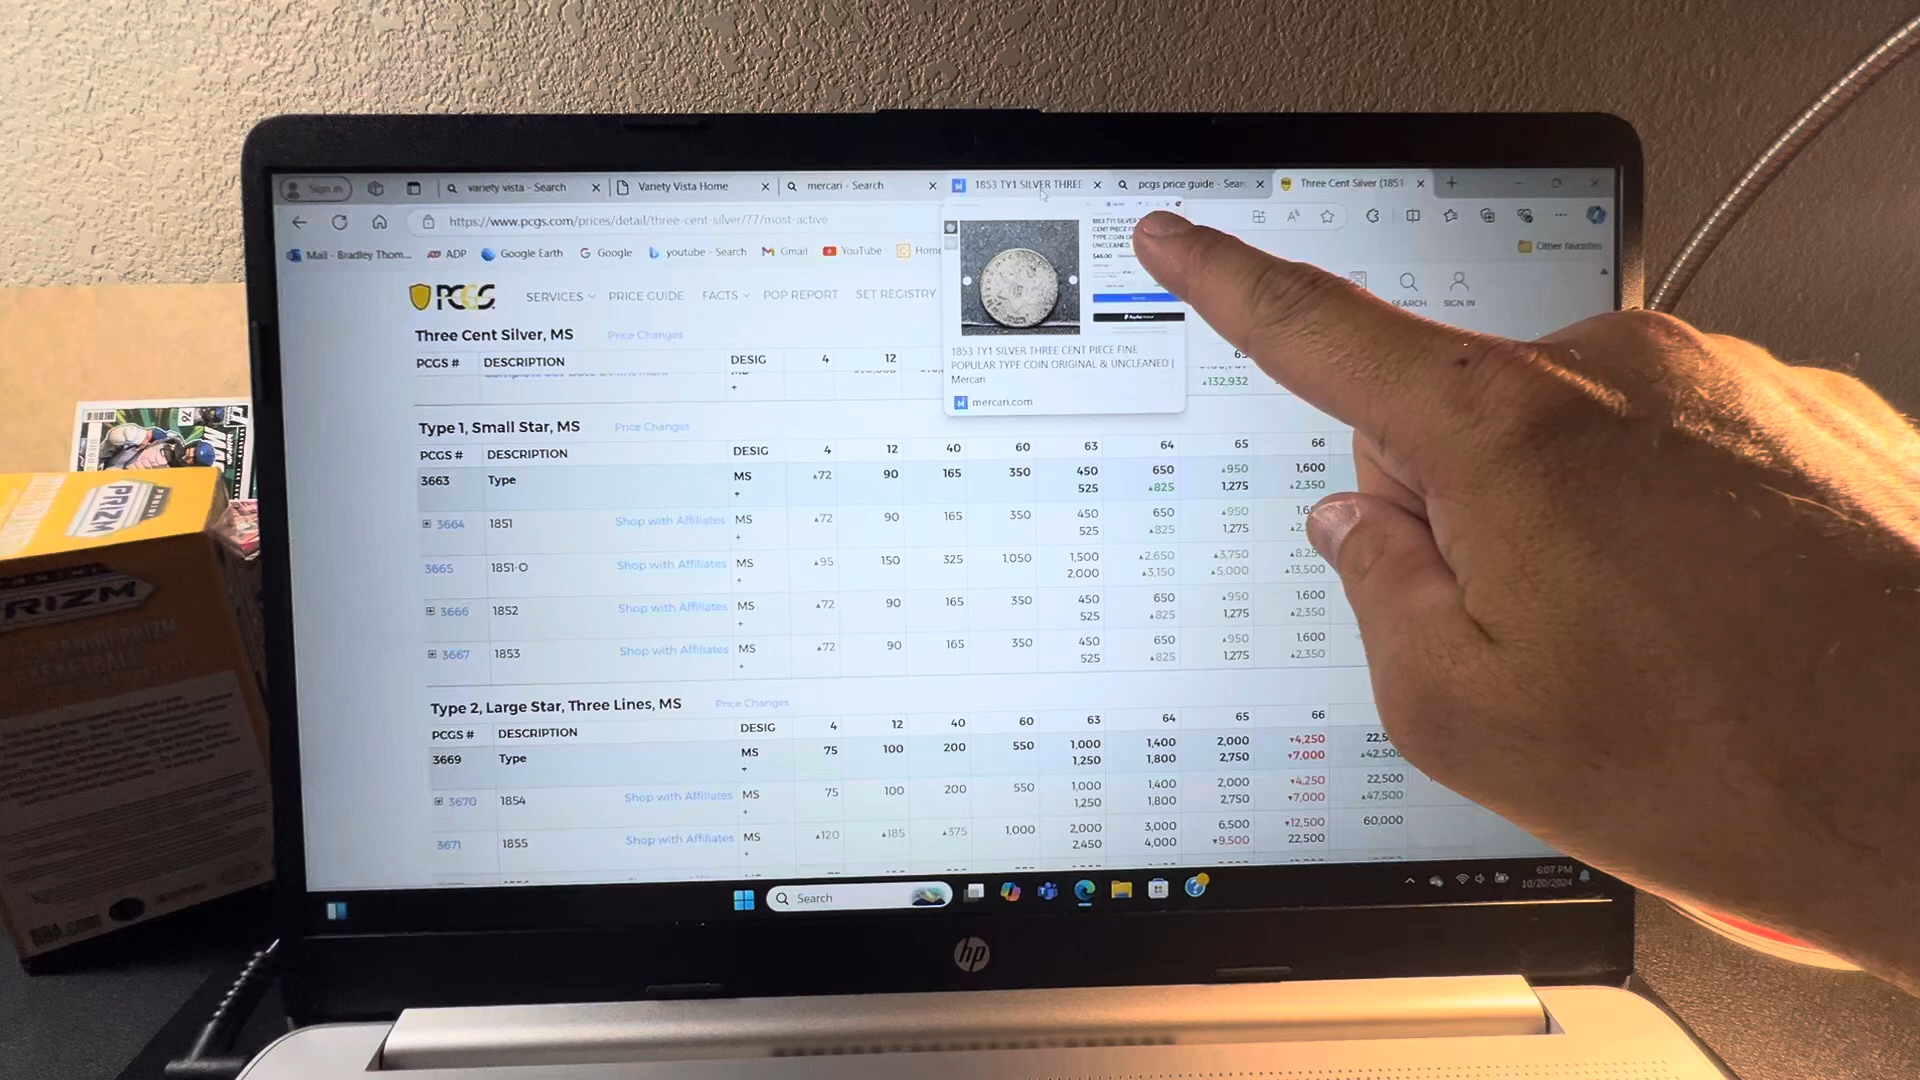 Sign in
variety vista - Search
Variety Vista Home
mercari - Search
1853 TY1 SILVER THREE
pcgs price guide - Sear
Three Cent Silver (1851
https://www.pcgs.com/prices/detail/three-cent-silver/77/most-active
Mail - Bradley Thom...
ADP
Google Earth
Google
youtube - Search
Gmail
YouTube
Other favorites
PCGS
SERVICES
PRICE GUIDE
FACTS
POP REPORT
SET REGISTRY
SEARCH
SIGN IN
1853 TY1 SILVER THREE CENT PIECE FINE
POPULAR TYPE COIN ORIGINAL & UNCLEANED |
Mercari
mercari.com
Three Cent Silver, MS Price Changes
PCGS # DESCRIPTION DESIG 4 12
+ ▴132,932
Type 1, Small Star, MS Price Changes
PCGS # DESCRIPTION DESIG 4 12 40 60 63 64 65 66
3663 Type MS ▴72 90 165 350 450 650 ▴950 1,600
+ 525 ▴825 1,275 ▴2,350
3664 1851 Shop with Affiliates MS ▴72 90 165 350 450 650 ▴950
+ 525 ▴825 1,275
3665 1851-O Shop with Affiliates MS ▴95 150 325 1,050 1,500 ▴2,650 ▴3,750
+ 2,000 ▴3,150 ▴5,000 ▴13,500
3666 1852 Shop with Affiliates MS ▴72 90 165 350 450 650 ▴950 1,600
+ 525 ▴825 1,275 ▴2,350
3667 1853 Shop with Affiliates MS ▴72 90 165 350 450 650 ▴950 1,600
+ 525 ▴825 1,275 ▴2,350
Type 2, Large Star, Three Lines, MS Price Changes
PCGS # DESCRIPTION DESIG 4 12 40 60 63 64 65 66
3669 Type MS 75 100 200 550 1,000 1,400 2,000 ▾4,250
+ 1,250 1,800 2,750 ▾7,000
3670 1854 Shop with Affiliates MS 75 100 200 550 1,000 1,400 2,000 ▾4,250 22,500
+ 1,250 1,800 2,750 ▾7,000 ▴47,500
3671 1855 Shop with Affiliates MS ▴120 ▴185 ▴375 1,000 2,000 3,000 6,500 ▾12,500 60,000
+ 2,450 4,000 ▾9,500 22,500
Search
6:07 PM
10/20/2024
hp
PRIZM
RIZM
NBA.COM
76